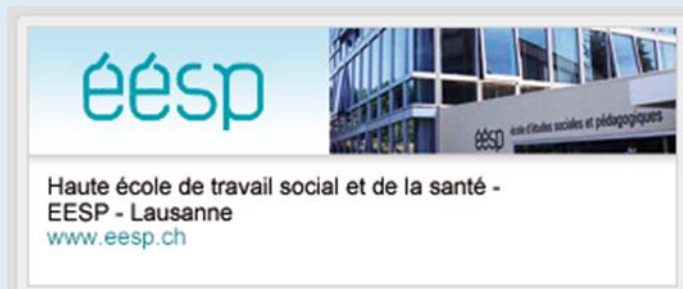 éésp
éésp école d'études sociales et pédagogiques
Haute école de travail social et de la santé -
EESP - Lausanne
www.eesp.ch